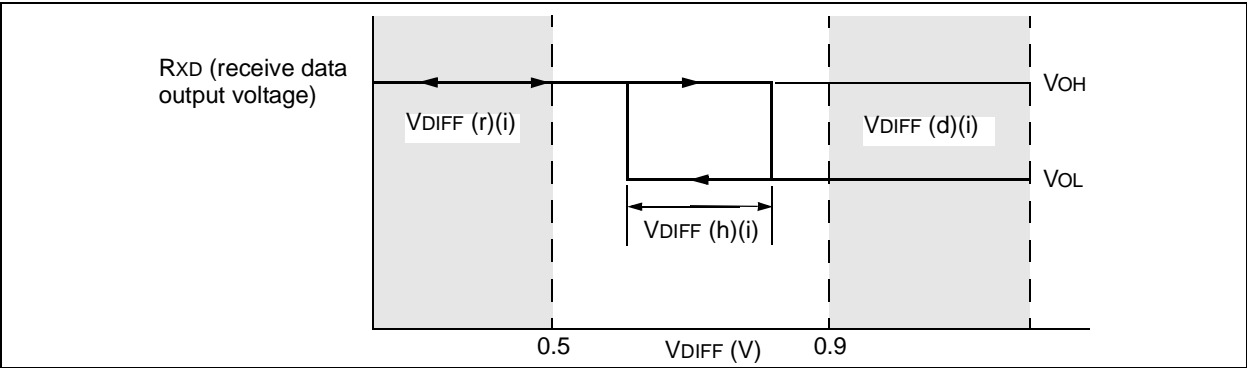 RXD (receive data
output voltage)
VOH
VDIFF (r)(i)
VDIFF (d)(i)
VOL
VDIFF (h)(i)
0.5
VDIFF (V)
0.9